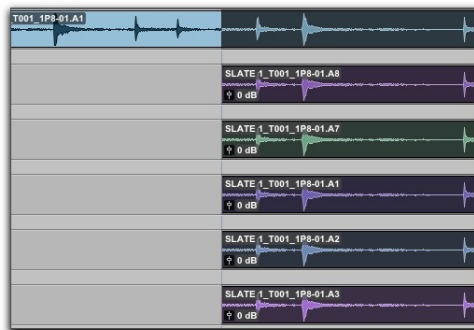 T001_1P8-01.A1
SLATE 1_T001_1P8-01.A8
0 dB
SLATE 1_T001_1P8-01.A7
0 dB
SLATE 1_T001_1P8-01.A1
0 dB
SLATE 1_T001_1P8-01.A2
0 dB
SLATE 1_T001_1P8-01.A3
0 dB